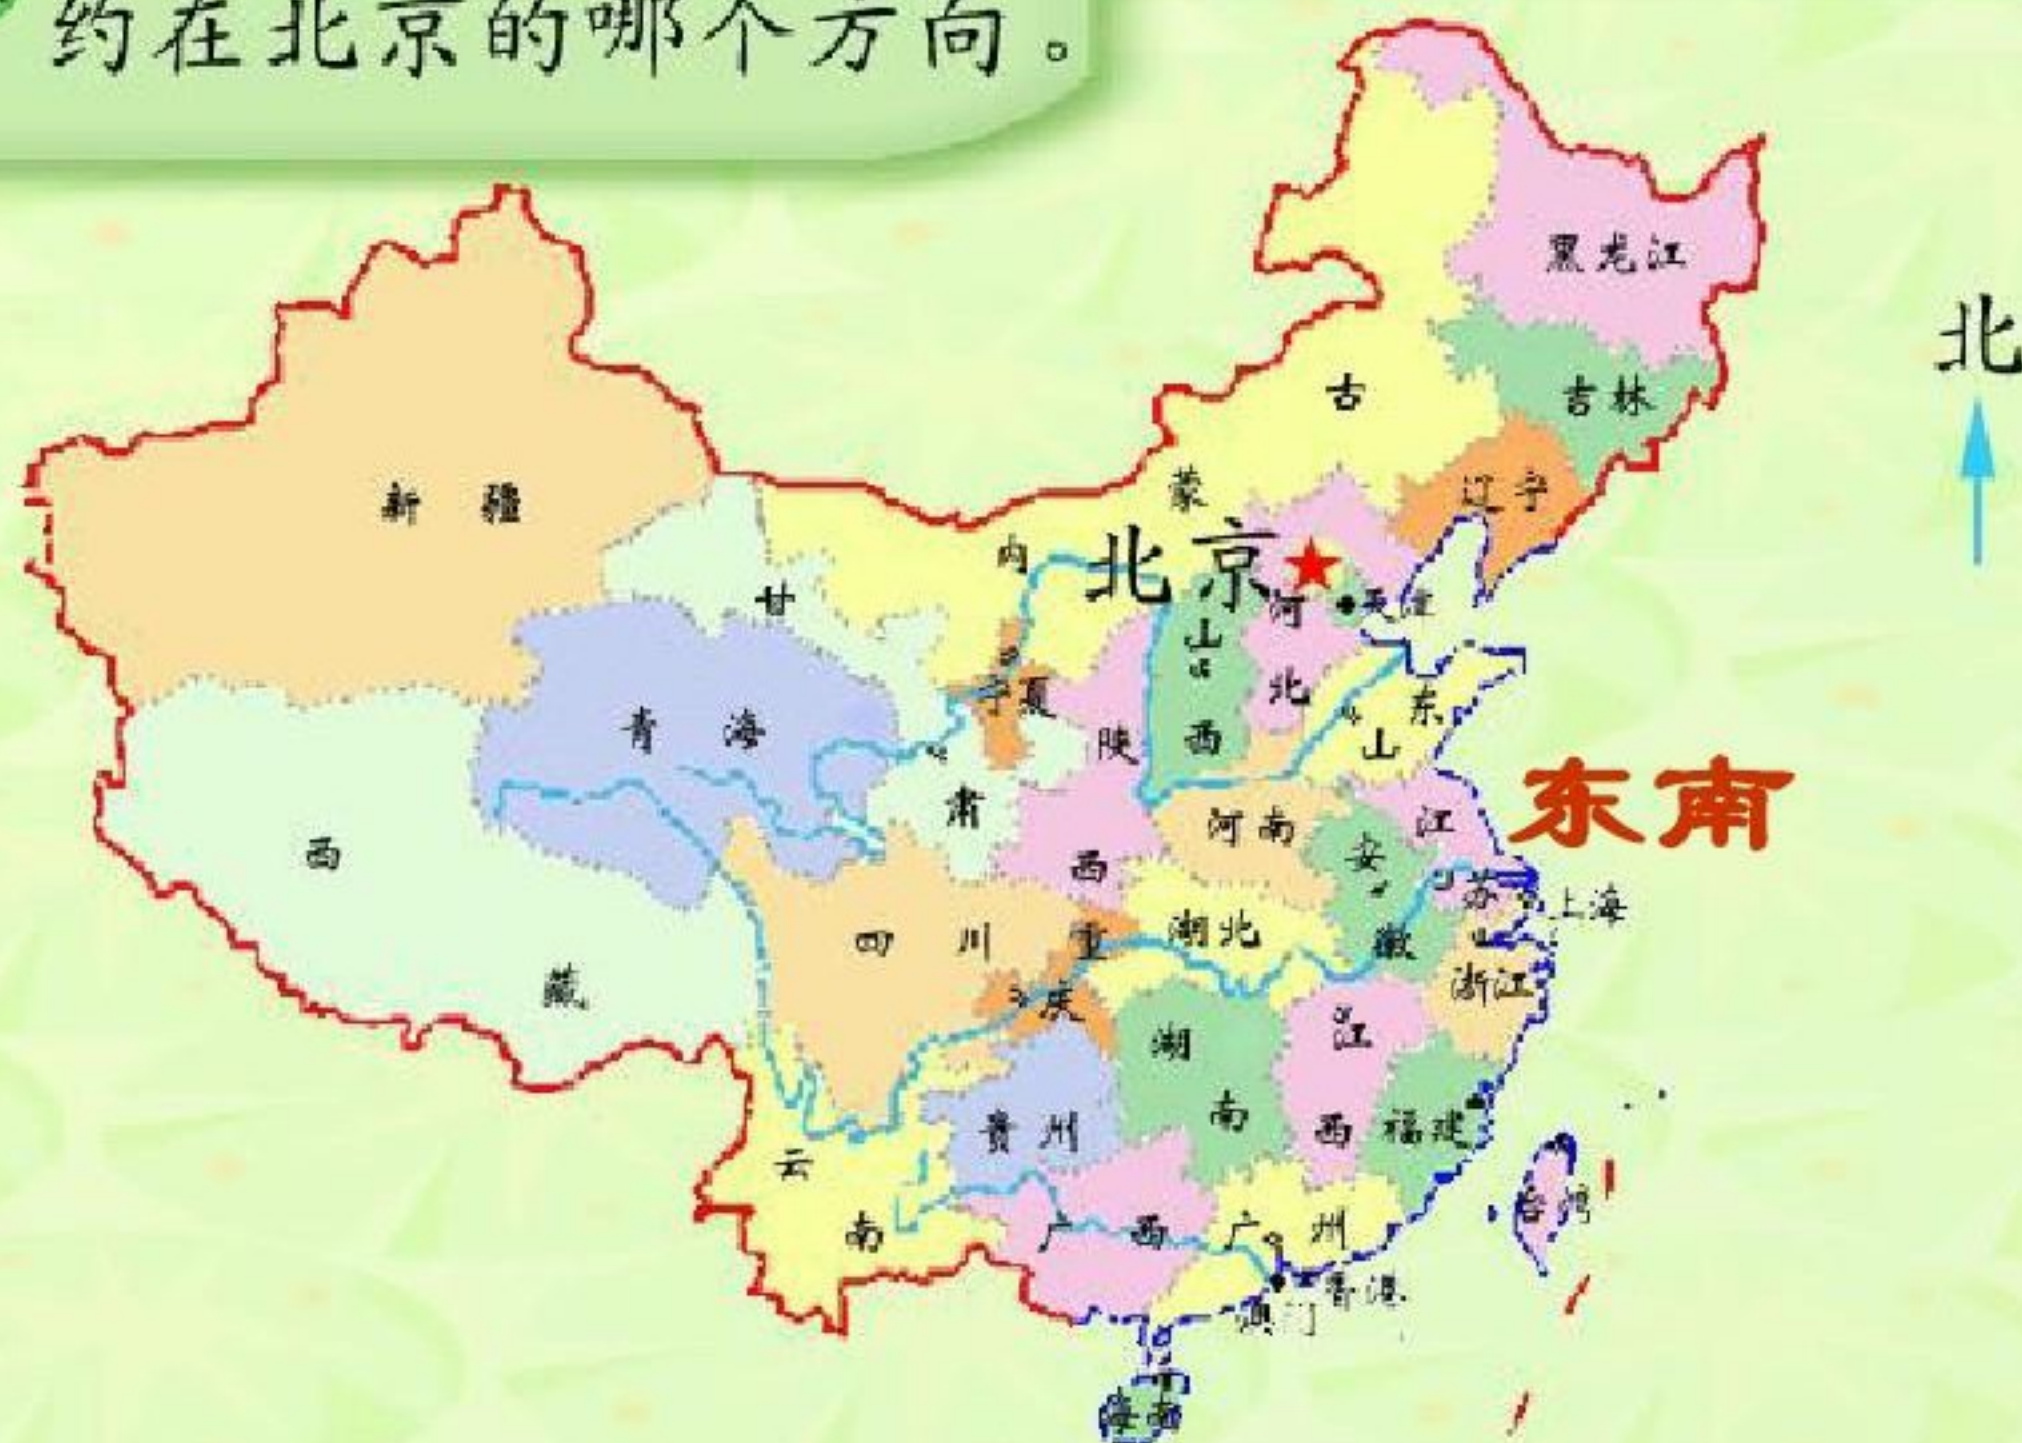 约在北京的哪个方向。
黑龙江
北
吉林
古
辽宁
蒙
新疆
内
北京
甘
河
天津
山
宁夏
北
青海
东
陕
西
山
东南
肃
河南
江
安
西
西
苏
上海
四川
重
湖北
徽
藏
庆
浙江
湖
江
南
西
福建
贵州
云
南
广西
广州
台湾
香港
澳门
海南